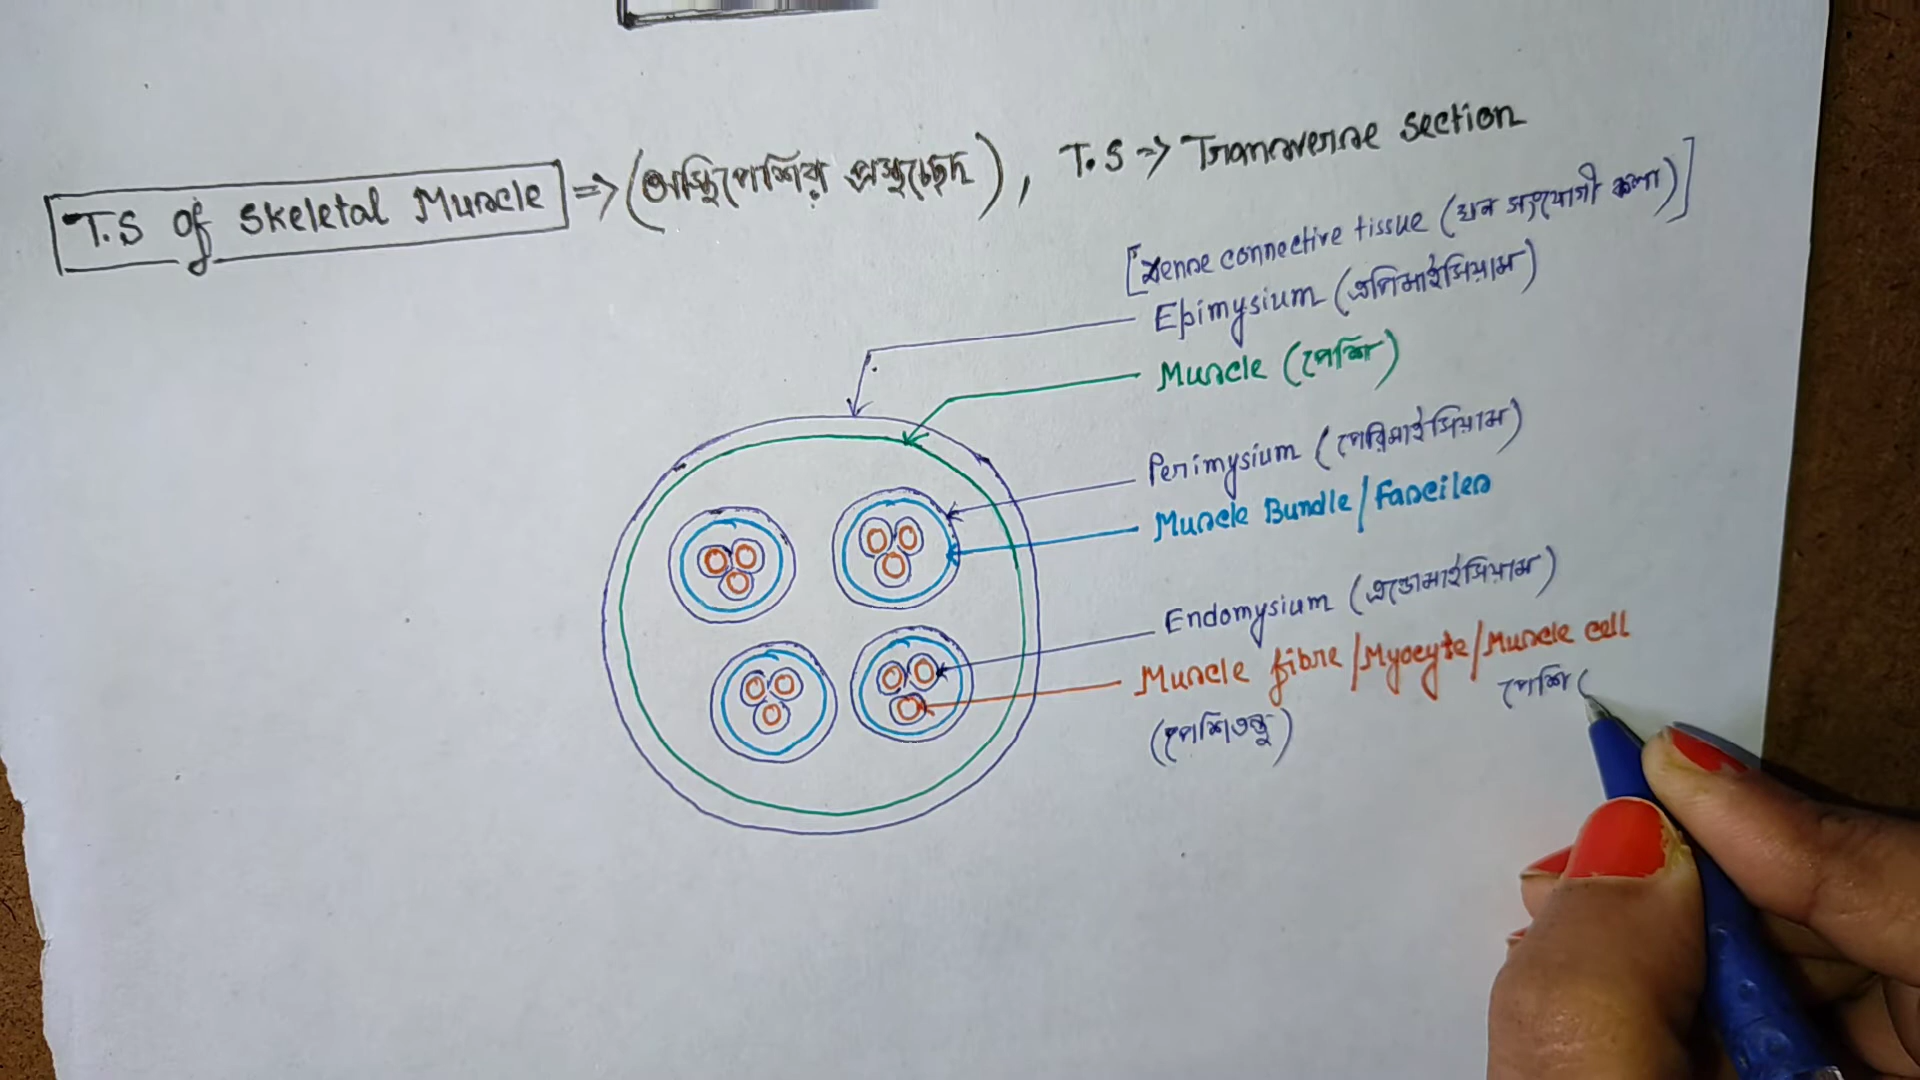 T.S of Skeletal Muscle => (অস্থিপেশির প্রস্থচ্ছেদ), T.S => Transverse section
[Dense connective tissue (ঘন সংযোগী কলা)]
Epimysium (এপিমাইসিয়াম)
Muscle (পেশি)
Perimysium (পেরিমাইসিয়াম)
Muscle Bundle/Fasciles
Endomysium (এন্ডোমাইসিয়াম)
Muscle fibre/Myocyte/Muscle cell
(পেশিতন্তু)
পেশি